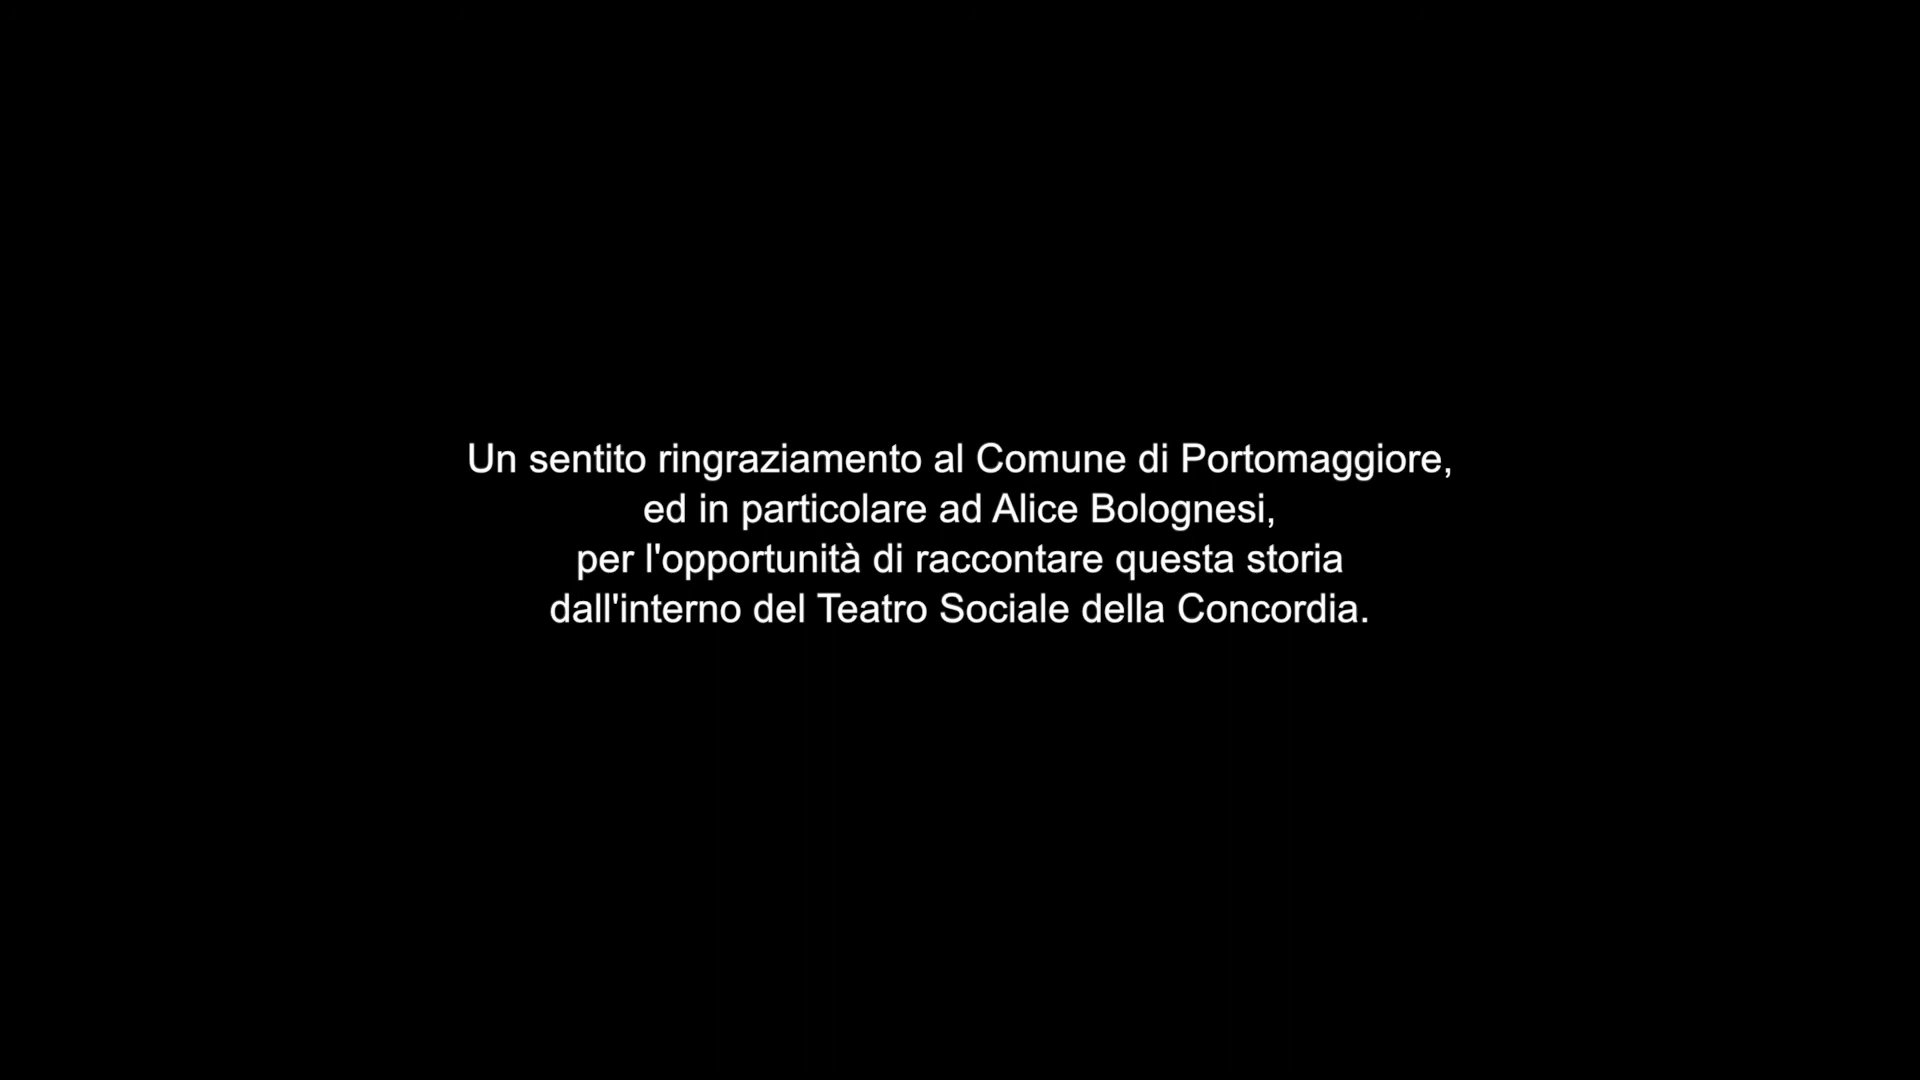 Un sentito ringraziamento al Comune di Portomaggiore,
ed in particolare ad Alice Bolognesi,
per l'opportunità di raccontare questa storia
dall'interno del Teatro Sociale della Concordia.